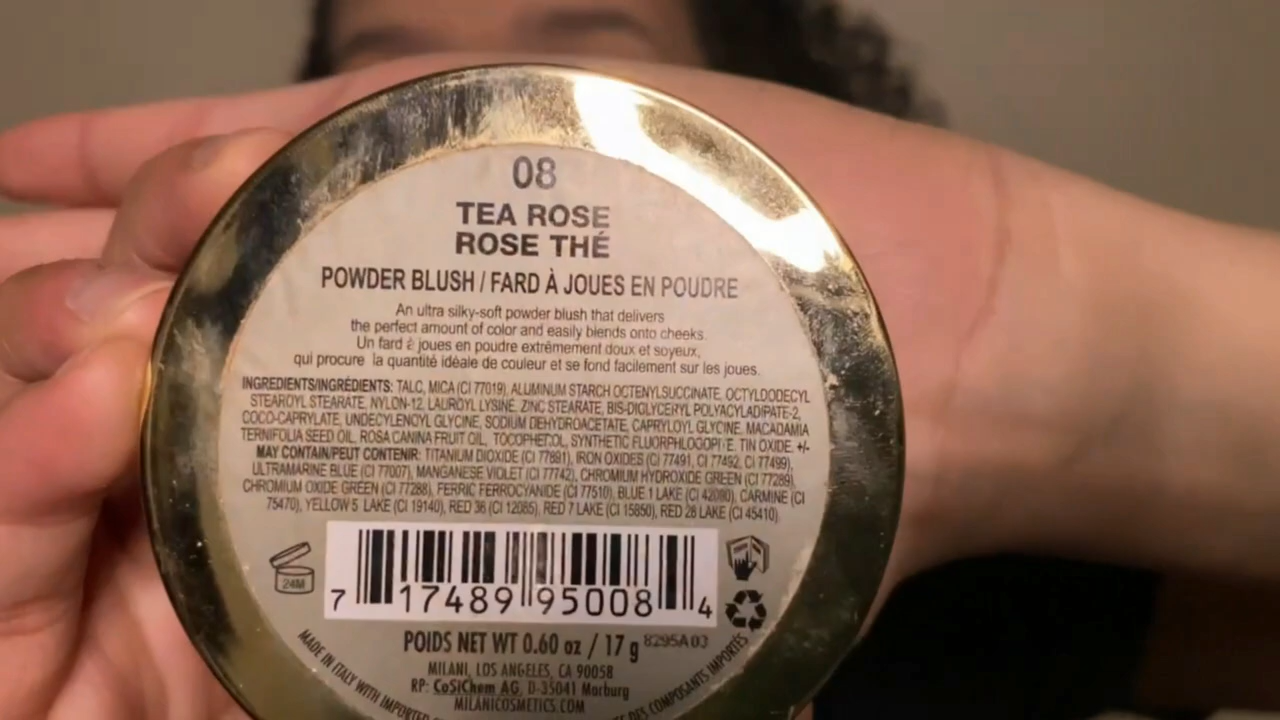 08
TEA ROSE
ROSE THÉ
POWDER BLUSH / FARD À JOUES EN POUDRE
An ultra silky-soft powder blush that delivers
the perfect amount of color and easily blends onto cheeks.
Un fard à joues en poudre extrêmement doux et soyeux,
qui procure la quantité idéale de couleur et se fond facilement sur les joues.
INGREDIENTS/INGRÉDIENTS: TALC, MICA (CI 77019), ALUMINUM STARCH OCTENYLSUCCINATE, OCTYLDODECYL
STEAROYL STEARATE, NYLON-12, LAUROYL LYSINE, ZINC STEARATE, BIS-DIGLYCERYL POLYACYLADIPATE-2,
COCO-CAPRYLATE, UNDECYLENOYL GLYCINE, SODIUM DEHYDROACETATE, CAPRYLOYL GLYCINE, MACADAMIA
TERNIFOLIA SEED OIL, ROSA CANINA FRUIT OIL, TOCOPHEROL, SYNTHETIC FLUORPHLOGOPITE, TIN OXIDE, +/-
MAY CONTAIN/PEUT CONTENIR: TITANIUM DIOXIDE (CI 77891), IRON OXIDES (CI 77491, CI 77492, CI 77499),
ULTRAMARINE BLUE (CI 77007), MANGANESE VIOLET (CI 77742), CHROMIUM HYDROXIDE GREEN (CI 77289),
CHROMIUM OXIDE GREEN (CI 77288), FERRIC FERROCYANIDE (CI 77510), BLUE 1 LAKE (CI 42090), CARMINE (CI
75470), YELLOW 5 LAKE (CI 19140), RED 36 (CI 12085), RED 7 LAKE (CI 15850), RED 28 LAKE (CI 45410).
24M
7 17489 95008 4
POIDS NET WT 0.60 oz / 17 g 8295A 03
MILANI, LOS ANGELES, CA 90058
RP: CoSiChem AG, D-35041 Marburg
MILANICOSMETICS.COM
MADE IN ITALY WITH IMPORTED
DES COMPOSANTS IMPORTÉS